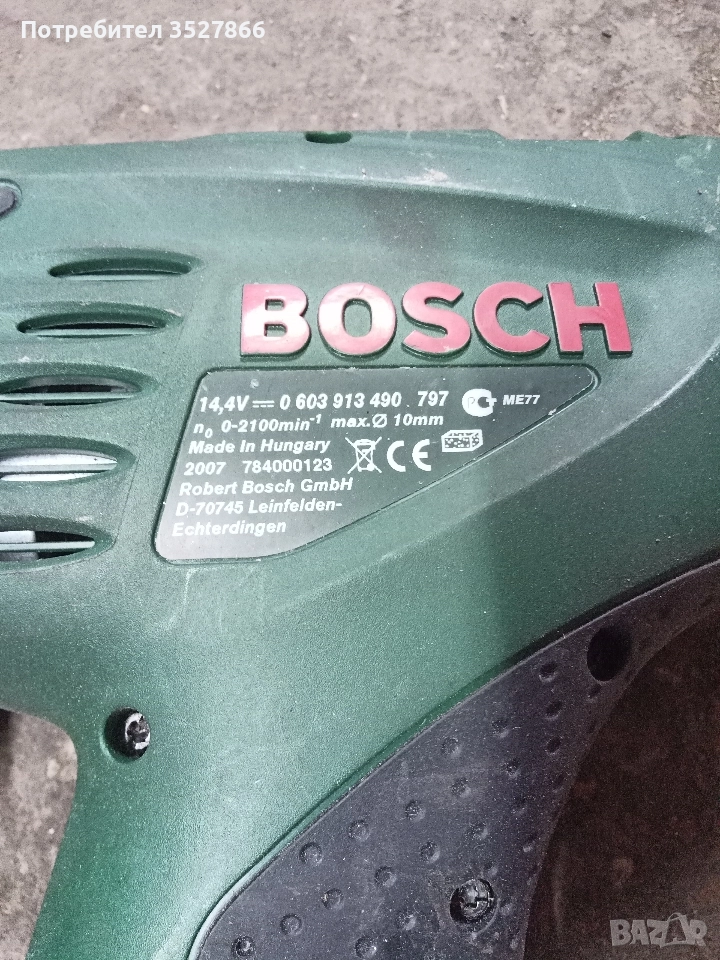 Потребител 3527866
BOSCH
14,4V 0 603 913 490 . 797 ME77
n0 0-2100min-1 max.Ø 10mm
Made In Hungary
2007 784000123 CE
Robert Bosch GmbH
D-70745 Leinfelden-
Echterdingen
BAZAR